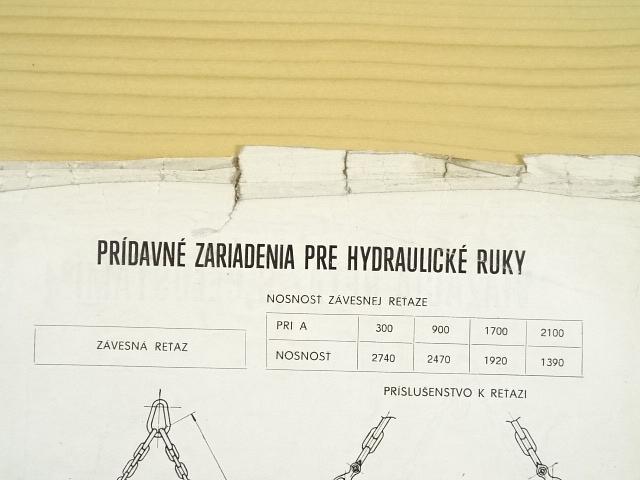 PRÍDAVNÉ ZARIADENIA PRE HYDRAULICKÉ RUKY
NOSNOSŤ ZÁVESNEJ REŤAZE
ZÁVESNÁ REŤAZ
PRI A 300 900 1700 2100
NOSNOSŤ 2740 2470 1920 1390
PRÍSLUŠENSTVO K REŤAZI